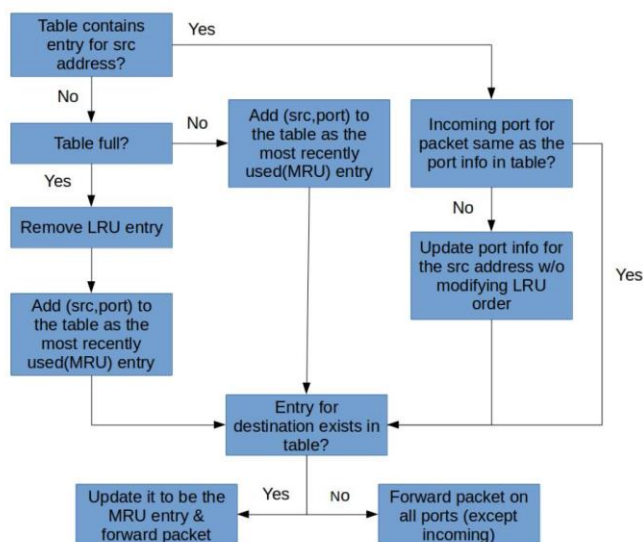 Table contains
entry for src
address?
Yes
No
Table full?
No
Add (src,port) to
the table as the
most recently
used(MRU) entry
Incoming port for
packet same as the
port info in table?
Yes
Remove LRU entry
No
Update port info for
the src address w/o
modifying LRU
order
Yes
Add (src,port) to
the table as the
most recently
used(MRU) entry
Entry for
destination exists in
table?
Yes
No
Update it to be the
MRU entry &
forward packet
Forward packet on
all ports (except
incoming)